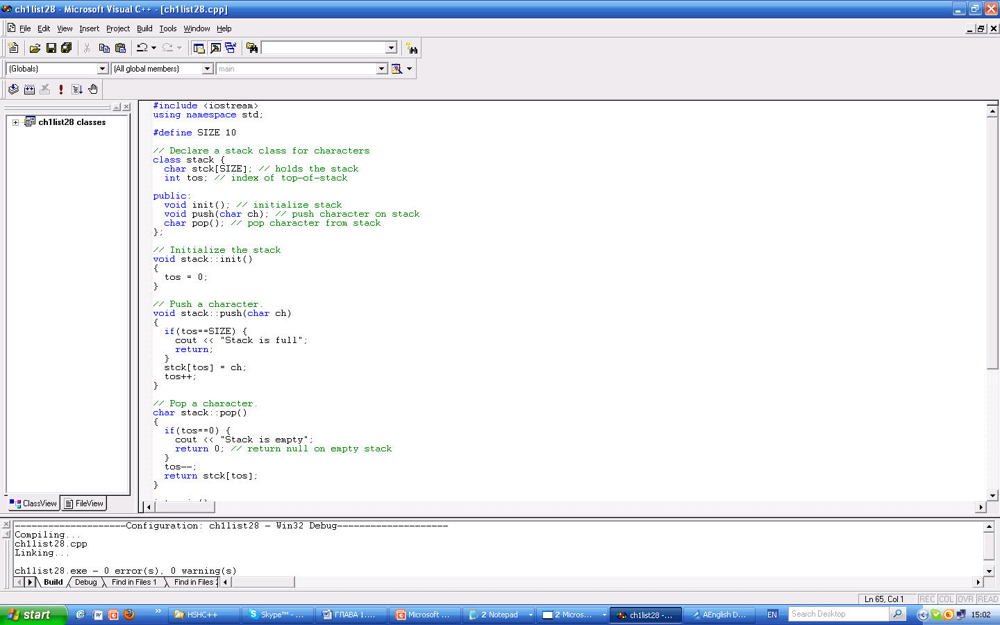 ch1list28 - Microsoft Visual C++ - [ch1list28.cpp]
File Edit View Insert Project Build Tools Window Help
(Globals) (All global members) main
ch1list28 classes
#include <iostream>
using namespace std;
#define SIZE 10
// Declare a stack class for characters
class stack {
char stck[SIZE]; // holds the stack
int tos; // index of top-of-stack
public:
void init(); // initialize stack
void push(char ch); // push character on stack
char pop(); // pop character from stack
};
// Initialize the stack
void stack::init()
{
tos = 0;
}
// Push a character.
void stack::push(char ch)
{
if(tos==SIZE) {
cout << "Stack is full";
return;
}
stck[tos] = ch;
tos++;
}
// Pop a character.
char stack::pop()
{
if(tos==0) {
cout << "Stack is empty";
return 0; // return null on empty stack
}
tos--;
return stck[tos];
}
ClassView FileView
--------------------Configuration: ch1list28 - Win32 Debug--------------------
Compiling...
ch1list28.cpp
Linking...
ch1list28.exe - 0 error(s), 0 warning(s)
Build Debug Find in Files 1 Find in Files 2
Ln 65, Col 1 REC COL OVR READ
start » HSHC++ Skype™ - ... ГЛАВА 1.... Microsoft ... 2 Notepad 2 Micros... ch1list28 -... AEnglish D... EN Search Desktop 15:02